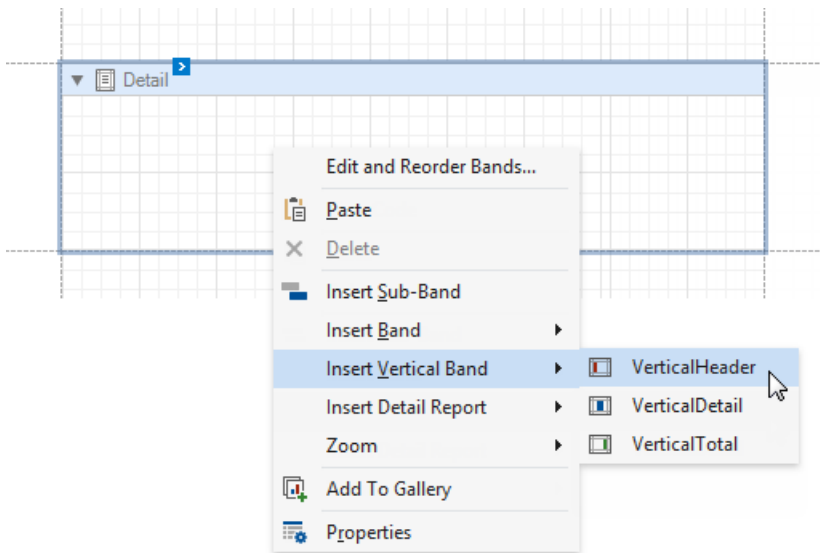 Detail
Edit and Reorder Bands...
Paste
Delete
Insert Sub-Band
Insert Band
Insert Vertical Band
VerticalHeader
Insert Detail Report
VerticalDetail
Zoom
VerticalTotal
Add To Gallery
Properties